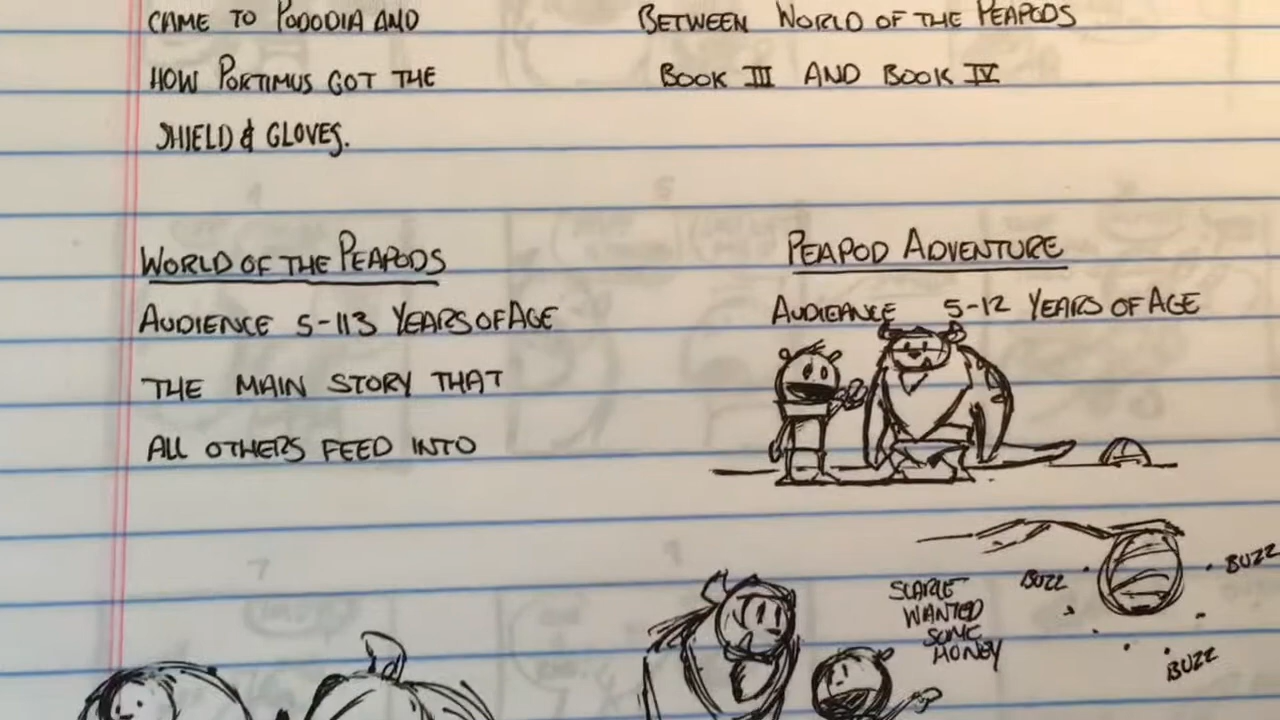 CAME TO PODODIA AND
HOW PORTIMUS GOT THE
SHIELD & GLOVES.
BETWEEN WORLD OF THE PEAPODS
BOOK III AND BOOK IV
WORLD OF THE PEAPODS
AUDIENCE 5-113 YEARS OF AGE
THE MAIN STORY THAT
ALL OTHERS FEED INTO
PEAPOD ADVENTURE
AUDIEANCE 5-12 YEARS OF AGE
BUZZ
BUZZ
WANTED
SOME
HONEY
BUZZ